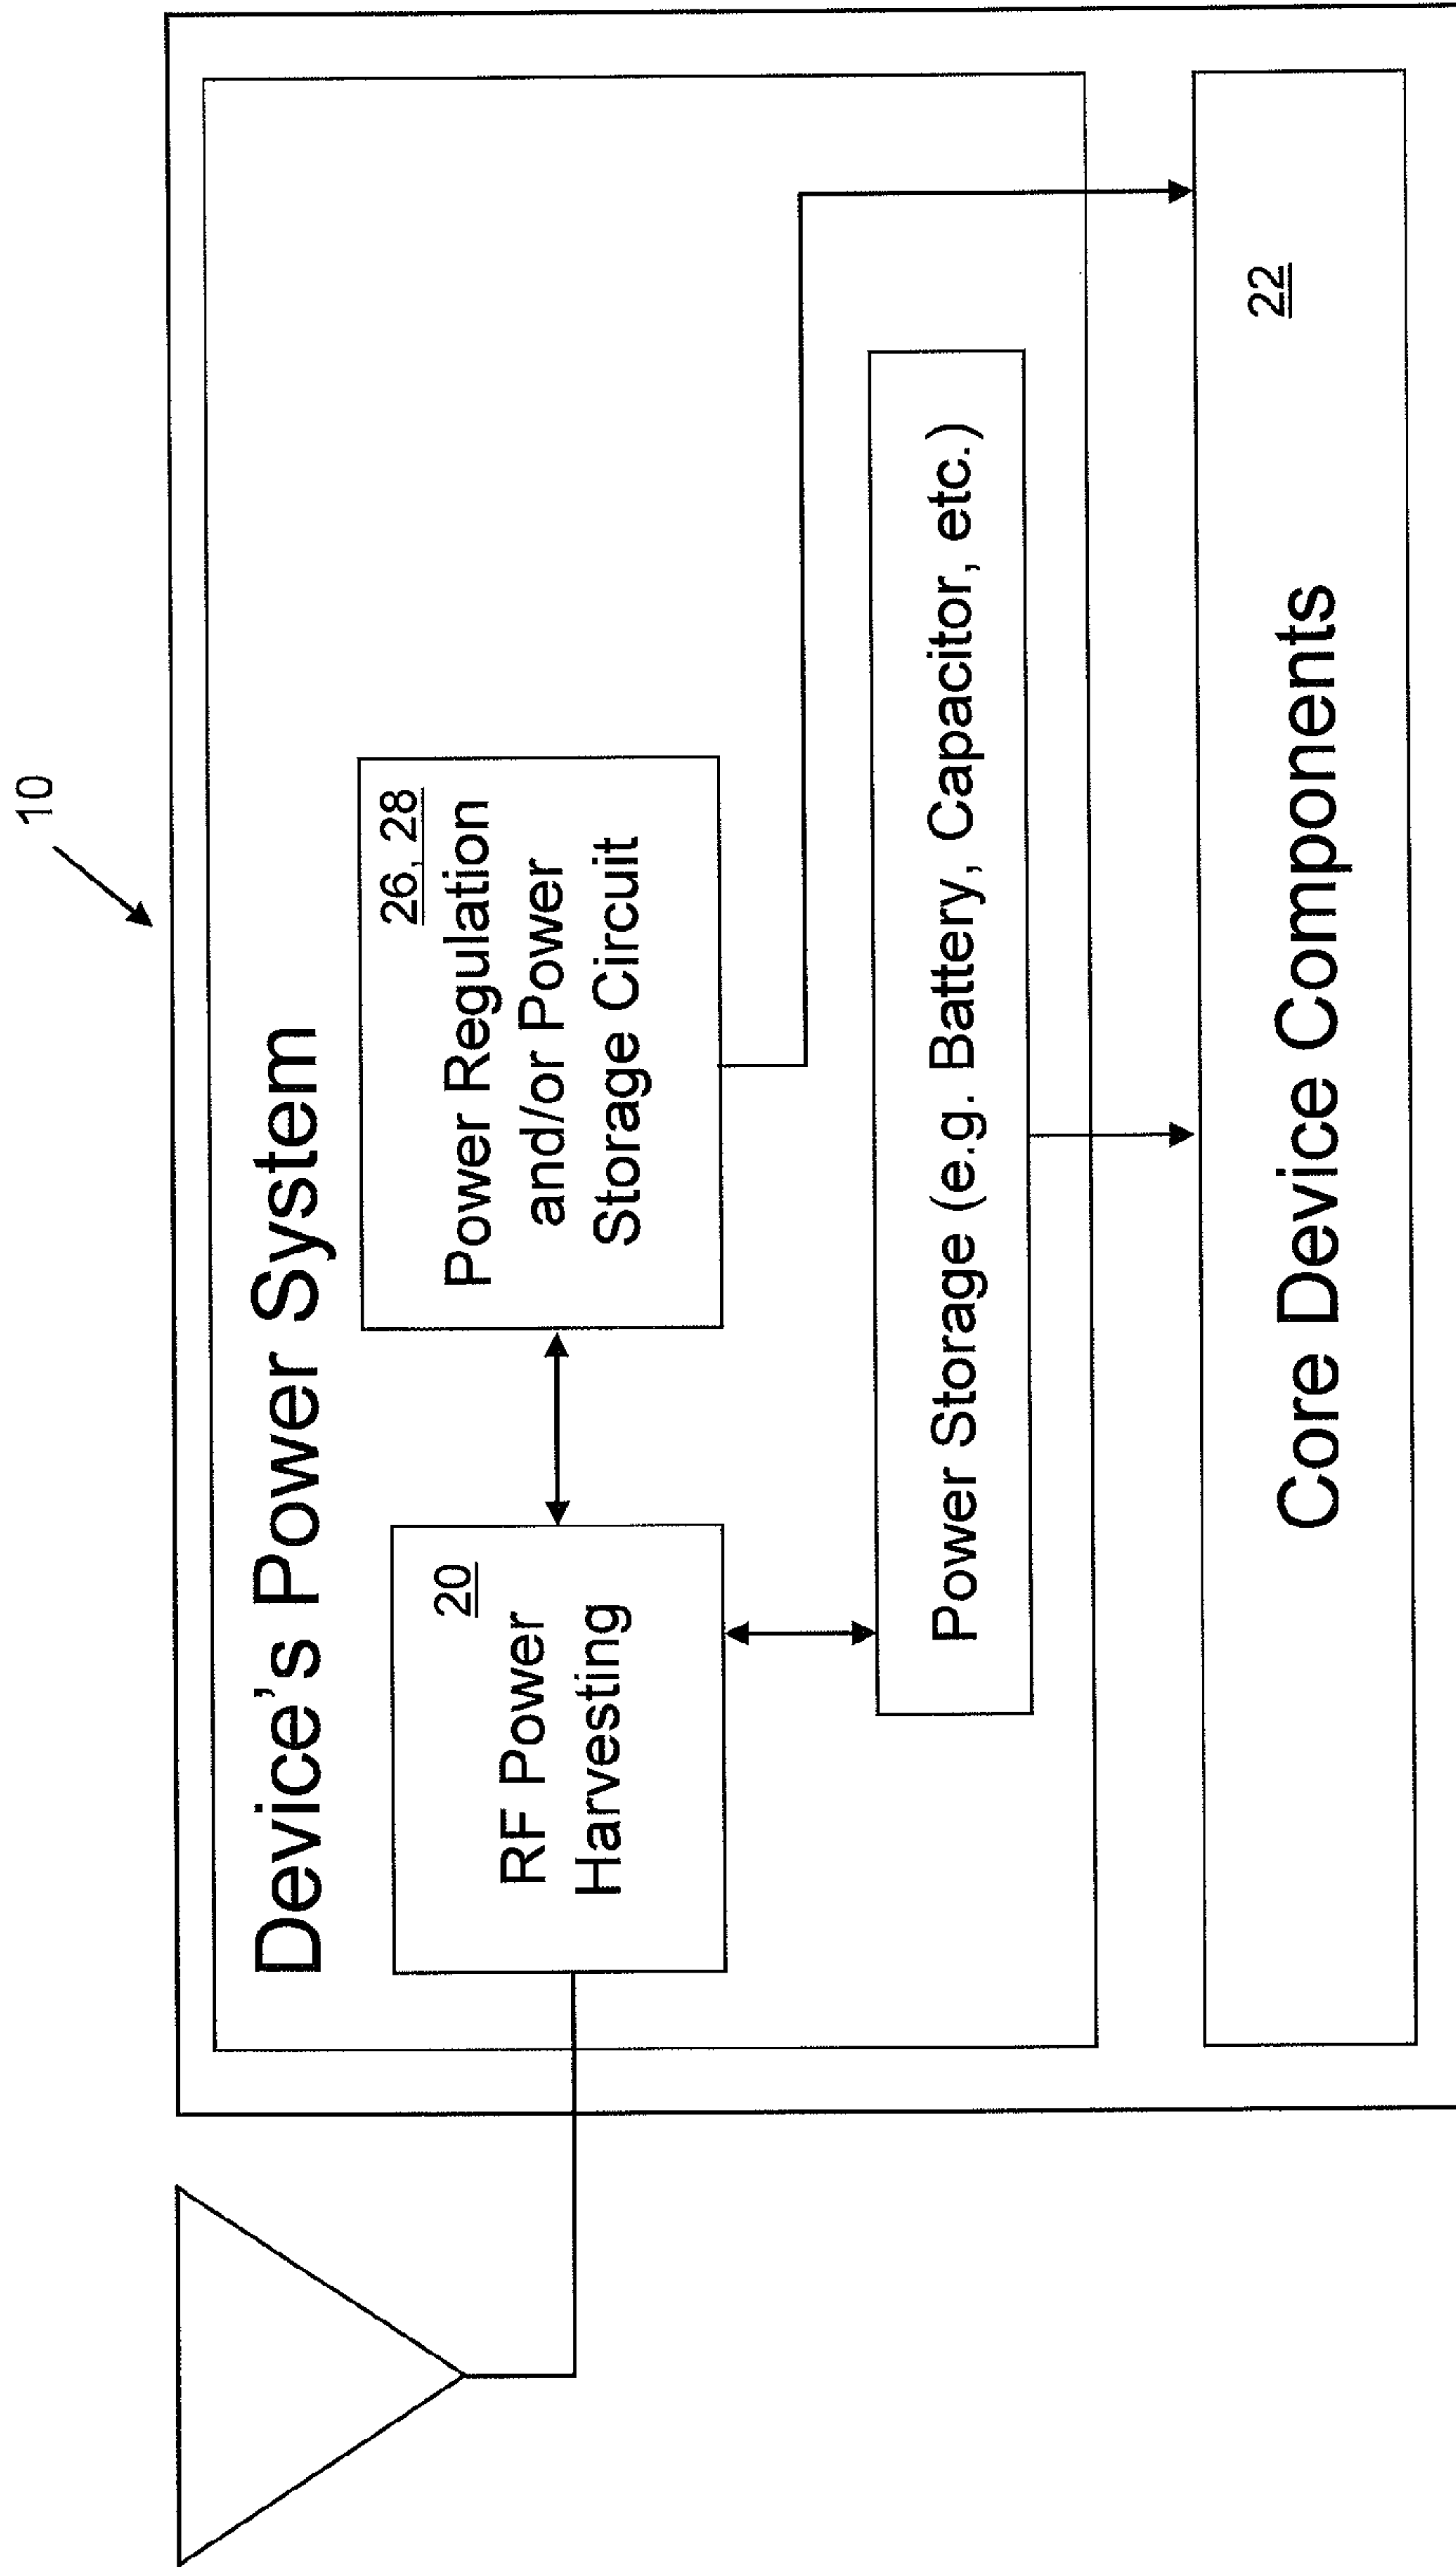 10
Device's Power System
20
RF Power
Harvesting
26, 28
Power Regulation
and/or Power
Storage Circuit
Power Storage (e.g. Battery, Capacitor, etc.)
22
Core Device Components